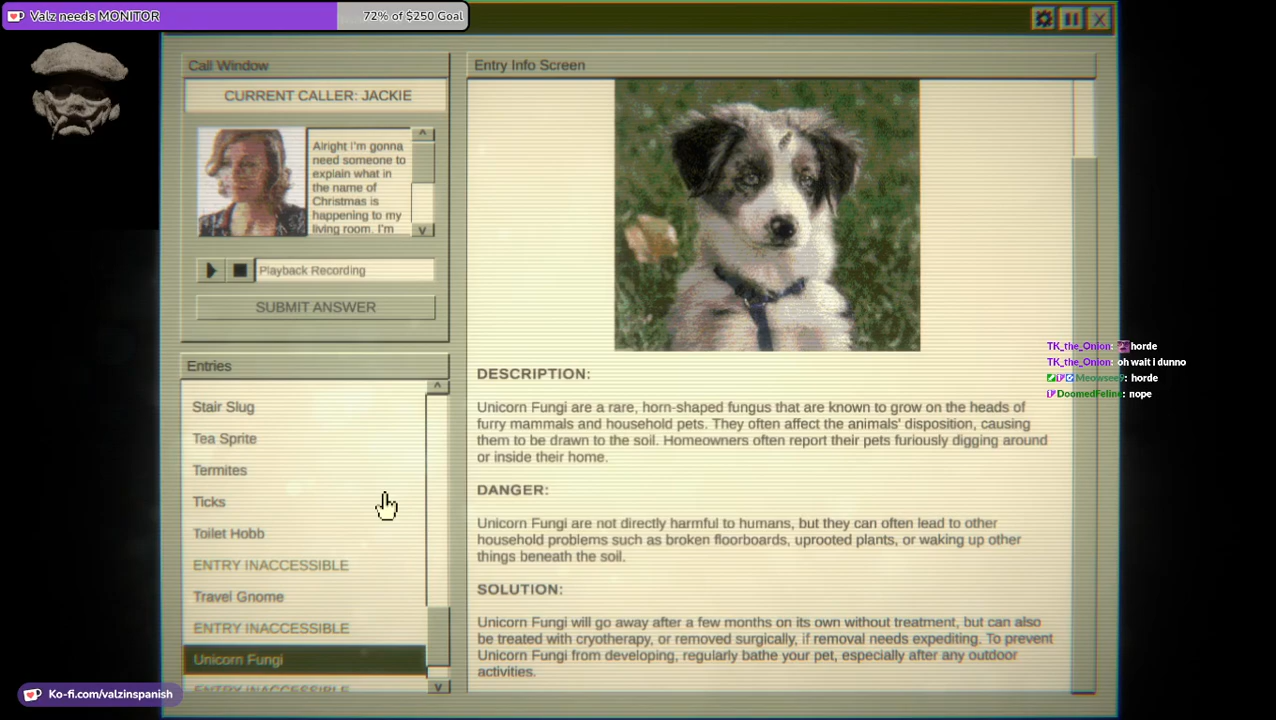 Valz needs MONITOR
72% of $250 Goal
Call Window
CURRENT CALLER: JACKIE
Alright I'm gonna
need someone to
explain what in
the name of
Christmas is
happening to my
living room. I'm
Playback Recording
SUBMIT ANSWER
Entries
Stair Slug
Tea Sprite
Termites
Ticks
Toilet Hobb
ENTRY INACCESSIBLE
Travel Gnome
ENTRY INACCESSIBLE
Unicorn Fungi
ENTRY INACCESSIBLE
Ko-fi.com/valzinspanish
Entry Info Screen
DESCRIPTION:
Unicorn Fungi are a rare, horn-shaped fungus that are known to grow on the heads of
furry mammals and household pets. They often affect the animals' disposition, causing
them to be drawn to the soil. Homeowners often report their pets furiously digging around
or inside their home.
DANGER:
Unicorn Fungi are not directly harmful to humans, but they can often lead to other
household problems such as broken floorboards, uprooted plants, or waking up other
things beneath the soil.
SOLUTION:
Unicorn Fungi will go away after a few months on its own without treatment, but can also
be treated with cryotherapy, or removed surgically, if removal needs expediting. To prevent
Unicorn Fungi from developing, regularly bathe your pet, especially after any outdoor
activities.
TK_the_Onion: horde
TK_the_Onion: oh wait I dunno
Meowsee9: horde
DoomedFeline: nope